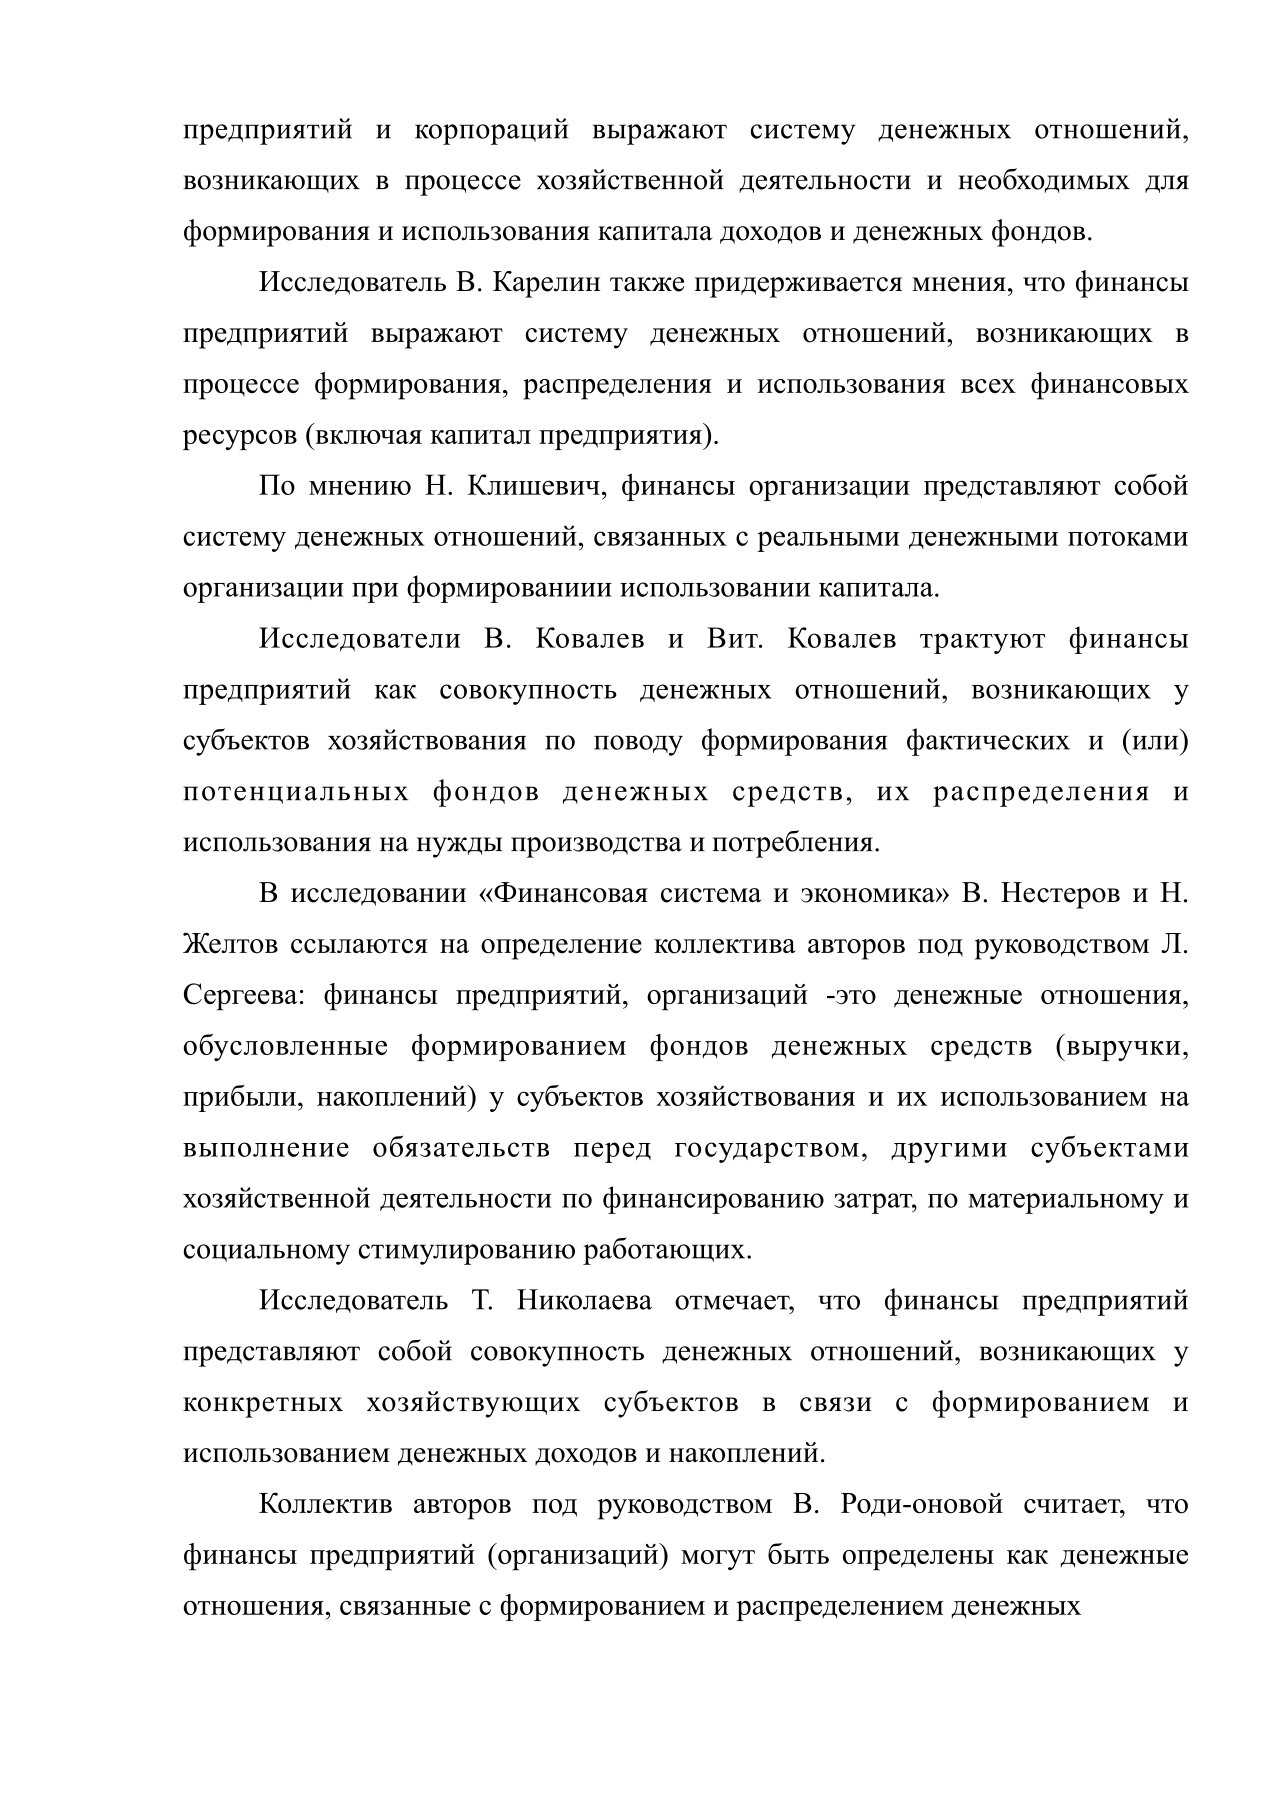 предприятий и корпораций выражают систему денежных отношений,
возникающих в процессе хозяйственной деятельности и необходимых для
формирования и использования капитала доходов и денежных фондов.
Исследователь В. Карелин также придерживается мнения, что финансы
предприятий выражают систему денежных отношений, возникающих в
процессе формирования, распределения и использования всех финансовых
ресурсов (включая капитал предприятия).
По мнению Н. Клишевич, финансы организации представляют собой
систему денежных отношений, связанных с реальными денежными потоками
организации при формированиии использовании капитала.
Исследователи В. Ковалев и Вит. Ковалев трактуют финансы
предприятий как совокупность денежных отношений, возникающих у
субъектов хозяйствования по поводу формирования фактических и (или)
потенциальных фондов денежных средств, их распределения и
использования на нужды производства и потребления.
В исследовании «Финансовая система и экономика» В. Нестеров и Н.
Желтов ссылаются на определение коллектива авторов под руководством Л.
Сергеева: финансы предприятий, организаций -это денежные отношения,
обусловленные формированием фондов денежных средств (выручки,
прибыли, накоплений) у субъектов хозяйствования и их использованием на
выполнение обязательств перед государством, другими субъектами
хозяйственной деятельности по финансированию затрат, по материальному и
социальному стимулированию работающих.
Исследователь Т. Николаева отмечает, что финансы предприятий
представляют собой совокупность денежных отношений, возникающих у
конкретных хозяйствующих субъектов в связи с формированием и
использованием денежных доходов и накоплений.
Коллектив авторов под руководством В. Роди-оновой считает, что
финансы предприятий (организаций) могут быть определены как денежные
отношения, связанные с формированием и распределением денежных